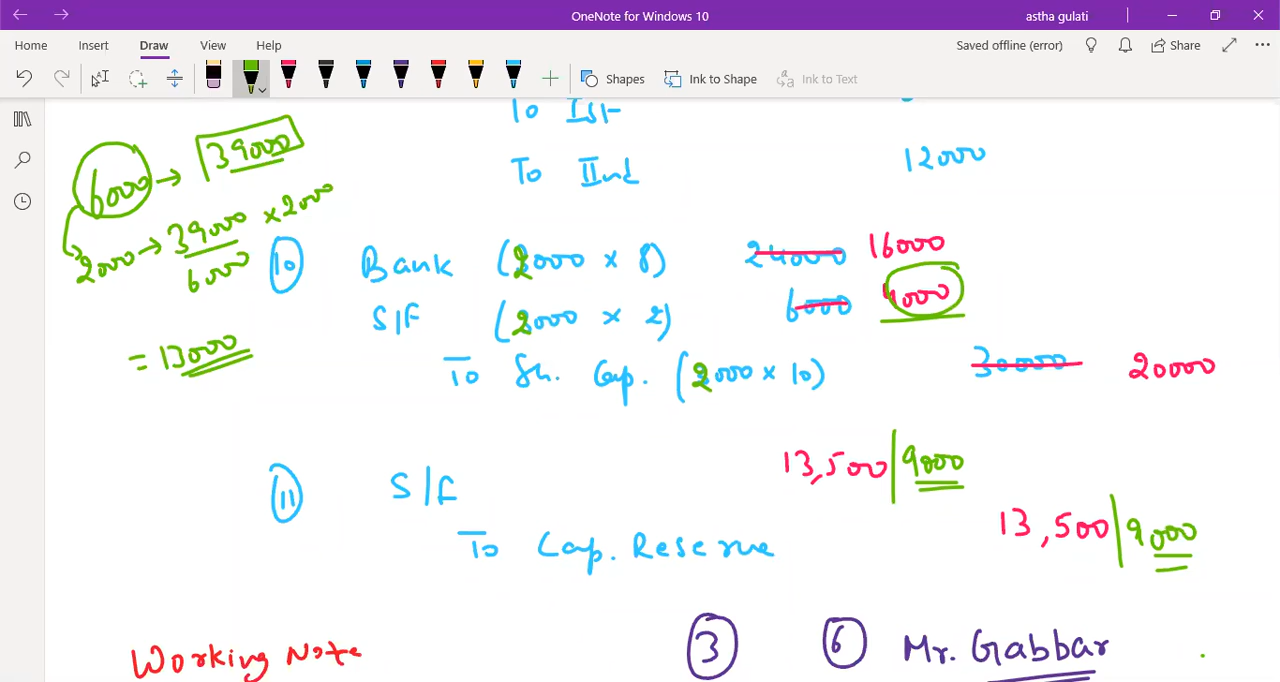 OneNote for Windows 10
astha gulati
Home Insert Draw View Help
Saved offline (error) Share
Shapes Ink to Shape Ink to Text
To Ist
To IInd 12000
6000 → 39000
2000 → 39000 × 2000
6000
= 13000
10 Bank (2000 × 8) 24000 16000
S/F (2000 × 2) 6000 4000
To Sh. Cap. (2000 × 10) 30000 20000
11 S/F 13,500 | 9000
To Cap. Reserve 13,500 | 9000
Working Note
3 6 Mr. Gabbar